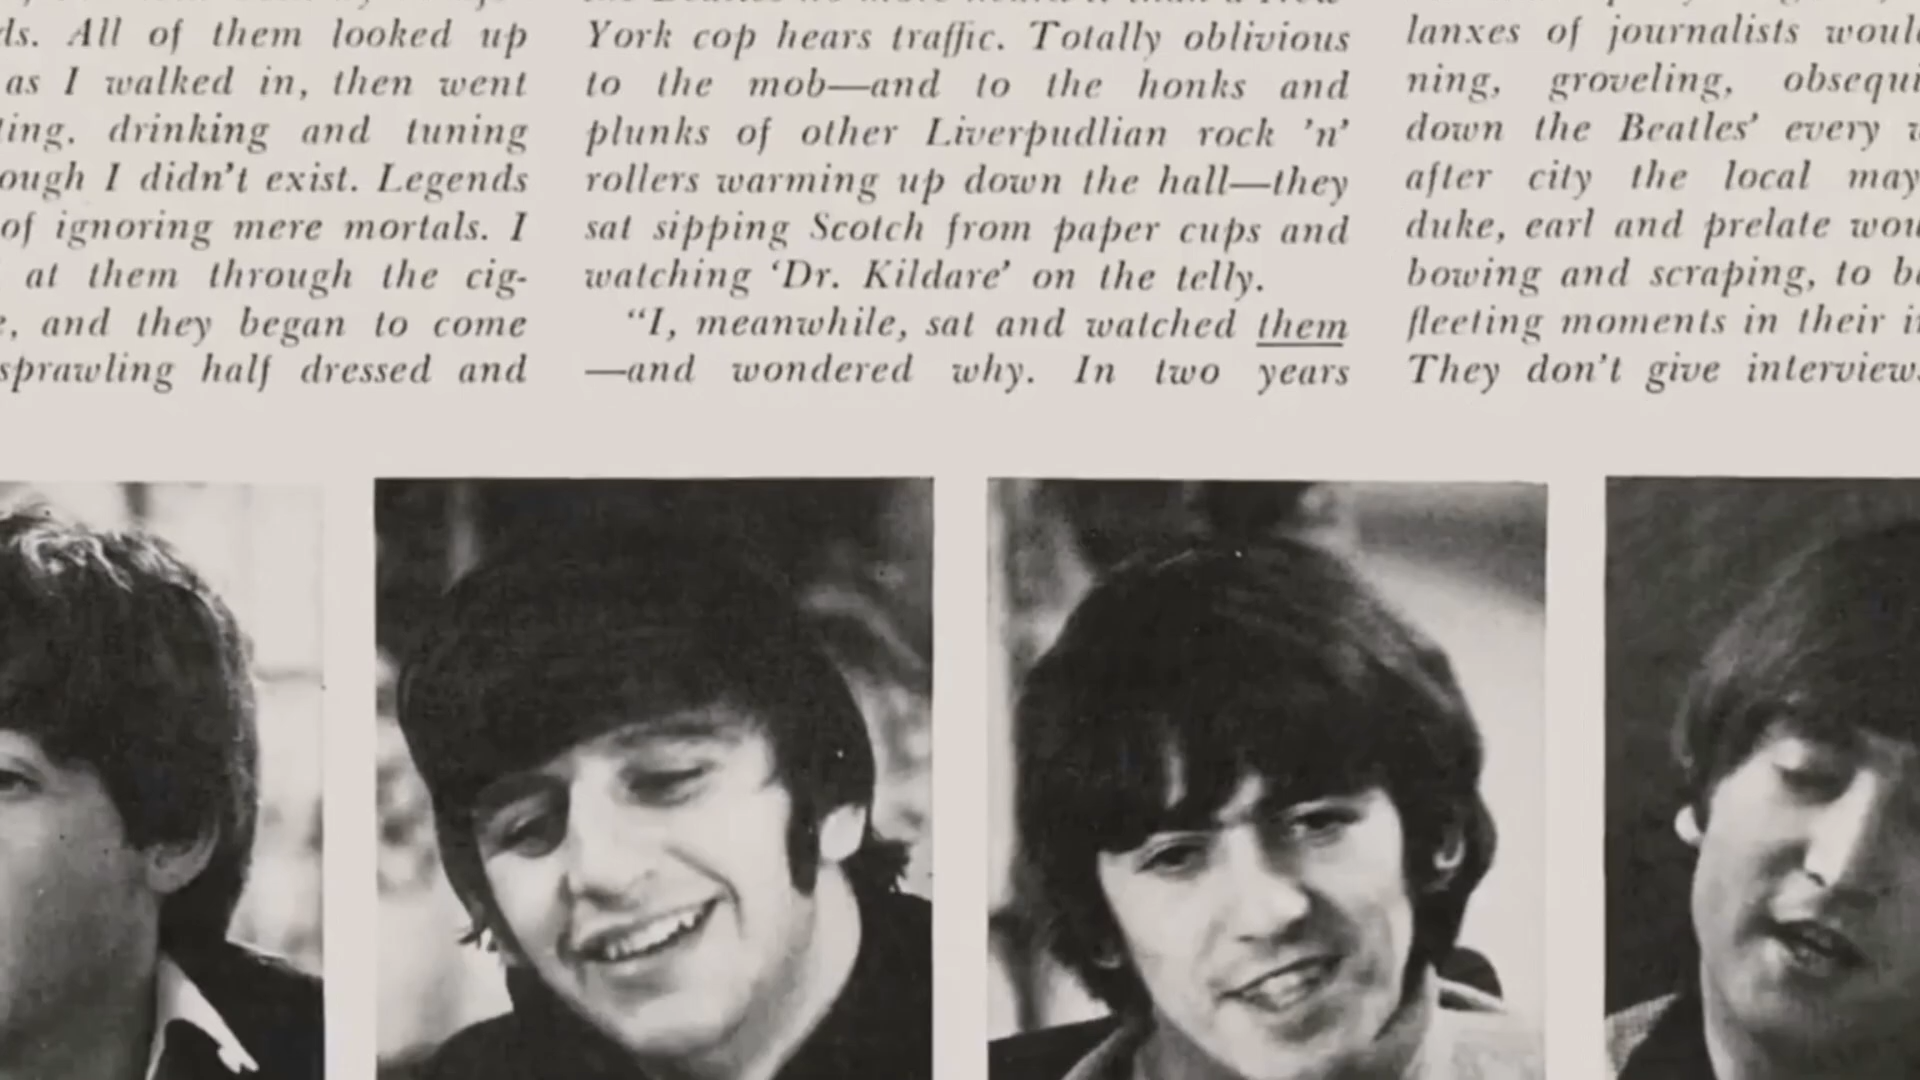 ds. All of them looked up
as I walked in, then went
ting. drinking and tuning
ough I didn't exist. Legends
of ignoring mere mortals. I
at them through the cig-
e, and they began to come
sprawling half dressed and
York cop hears traffic. Totally oblivious
to the mob—and to the honks and
plunks of other Liverpudlian rock 'n'
rollers warming up down the hall—they
sat sipping Scotch from paper cups and
watching 'Dr. Kildare' on the telly.
"I, meanwhile, sat and watched them
—and wondered why. In two years
lanxes of journalists would
ning, groveling, obsequi
down the Beatles' every w
after city the local may
duke, earl and prelate wou
bowing and scraping, to b
fleeting moments in their i
They don't give interviews